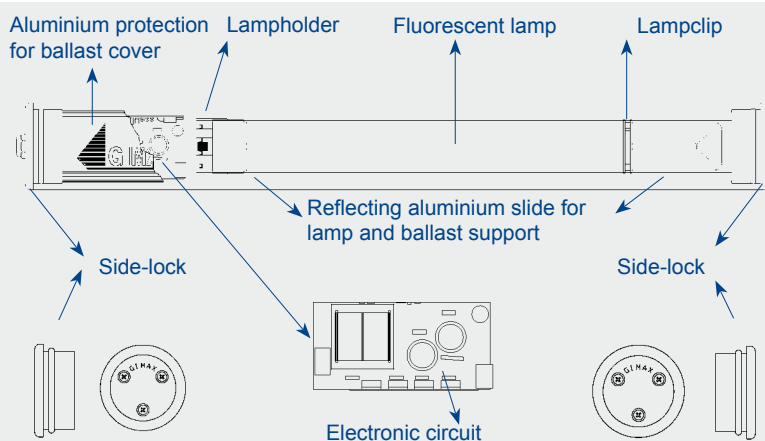 Aluminium protection
for ballast cover
Lampholder
Fluorescent lamp
Lampclip
Reflecting aluminium slide for
lamp and ballast support
Side-lock
Side-lock
GIMAX
GIMAX
Electronic circuit